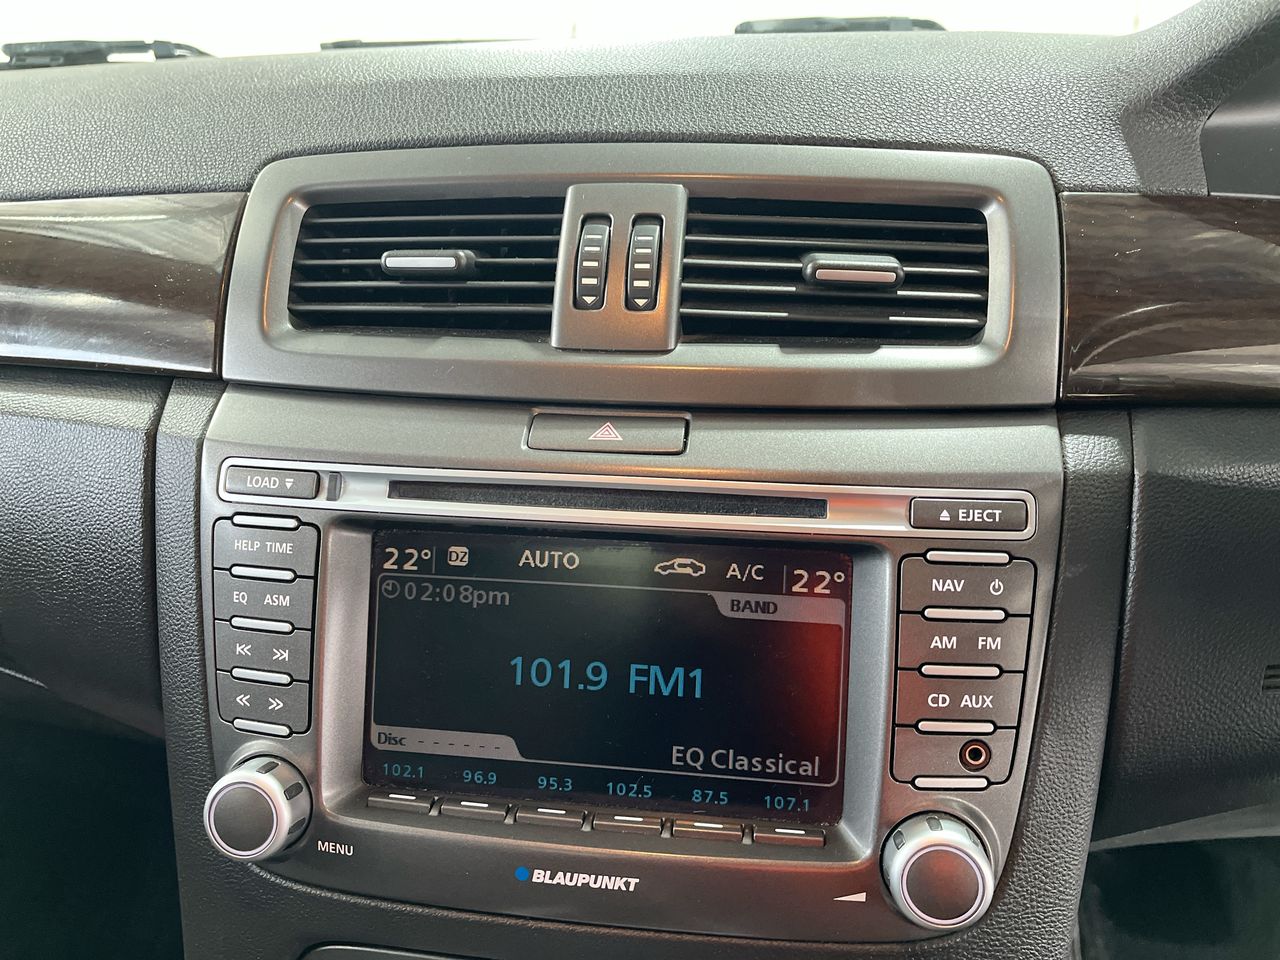 LOAD
EJECT
HELP TIME
EQ ASM
22° DZ AUTO A/C 22°
02:08pm
BAND
101.9 FM1
Disc - - - - - -
EQ Classical
102.1 96.9 95.3 102.5 87.5 107.1
NAV
AM FM
CD AUX
MENU
BLAUPUNKT